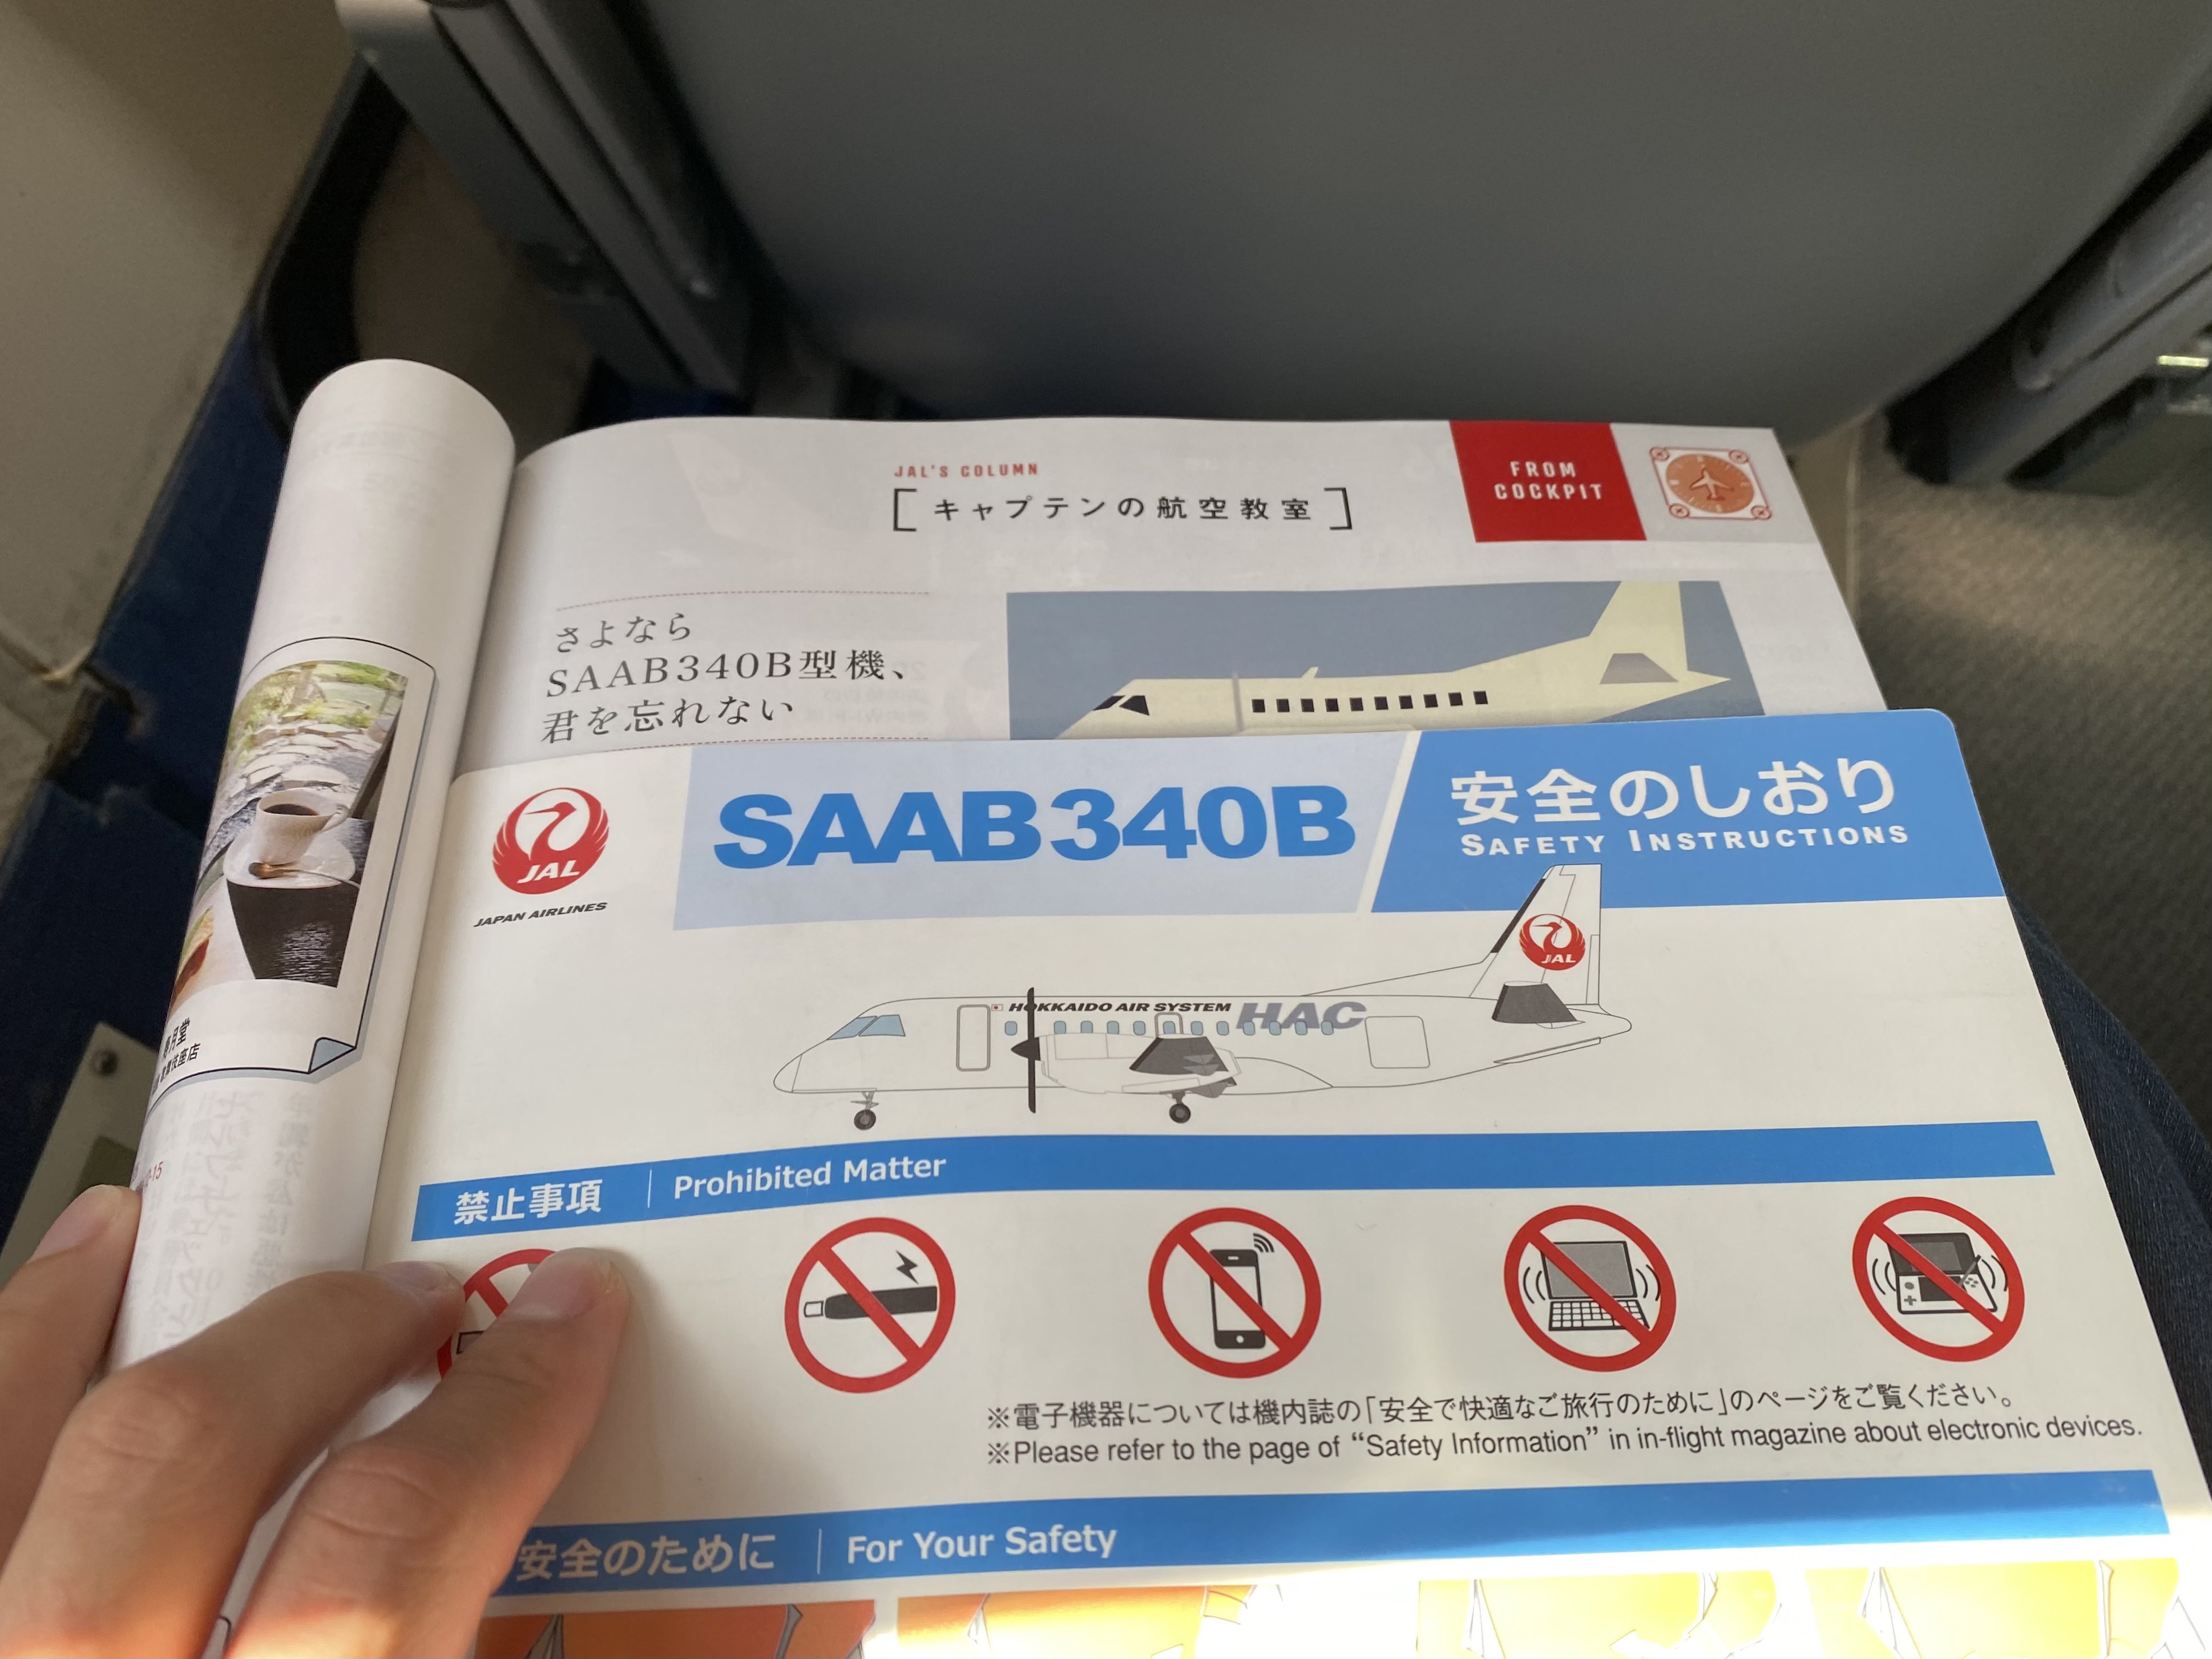 JAL'S COLUMN
[キャプテンの航空教室]
FROM
COCKPIT
さよなら
SAAB340B型機、
君を忘れない
JAL
JAPAN AIRLINES
SAAB340B
安全のしおり
SAFETY INSTRUCTIONS
JAL
HOKKAIDO AIR SYSTEM HAC
禁止事項 | Prohibited Matter
※電子機器については機内誌の「安全で快適なご旅行のために」のページをご覧ください。
※Please refer to the page of “Safety Information” in in-flight magazine about electronic devices.
安全のために | For Your Safety